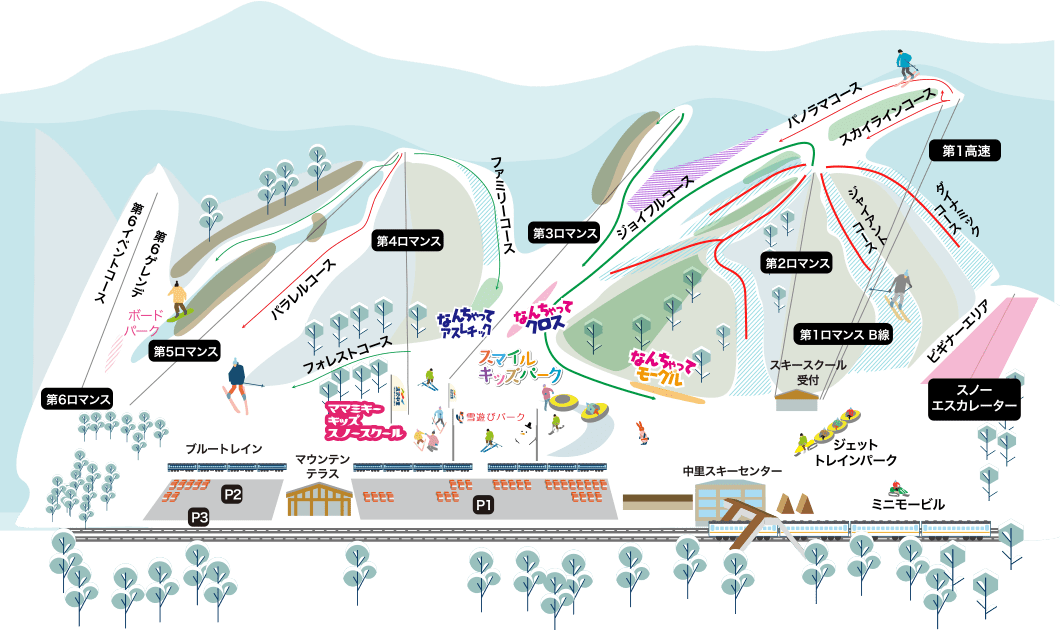 パノラマコース
スカイラインコース
第1高速
ダイナミック
コース
ジャイアント
コース
ジョイフルコース
第3ロマンス
第2ロマンス
第1ロマンス B線
ファミリーコース
第4ロマンス
パラレルコース
第6イベントコース
第6ゲレンデ
ボード
パーク
第5ロマンス
第6ロマンス
フォレストコース
なんちゃって
アスレチック
なんちゃって
クロス
スマイル
キッズパーク
なんちゃって
モーグル
スキースクール
受付
ビギナーエリア
スノー
エスカレーター
ママミキー
キッズ
スノースクール
雪遊びパーク
ジェット
トレインパーク
ブルートレイン
マウンテン
テラス
中里スキーセンター
ミニモービル
P2
P3
P1